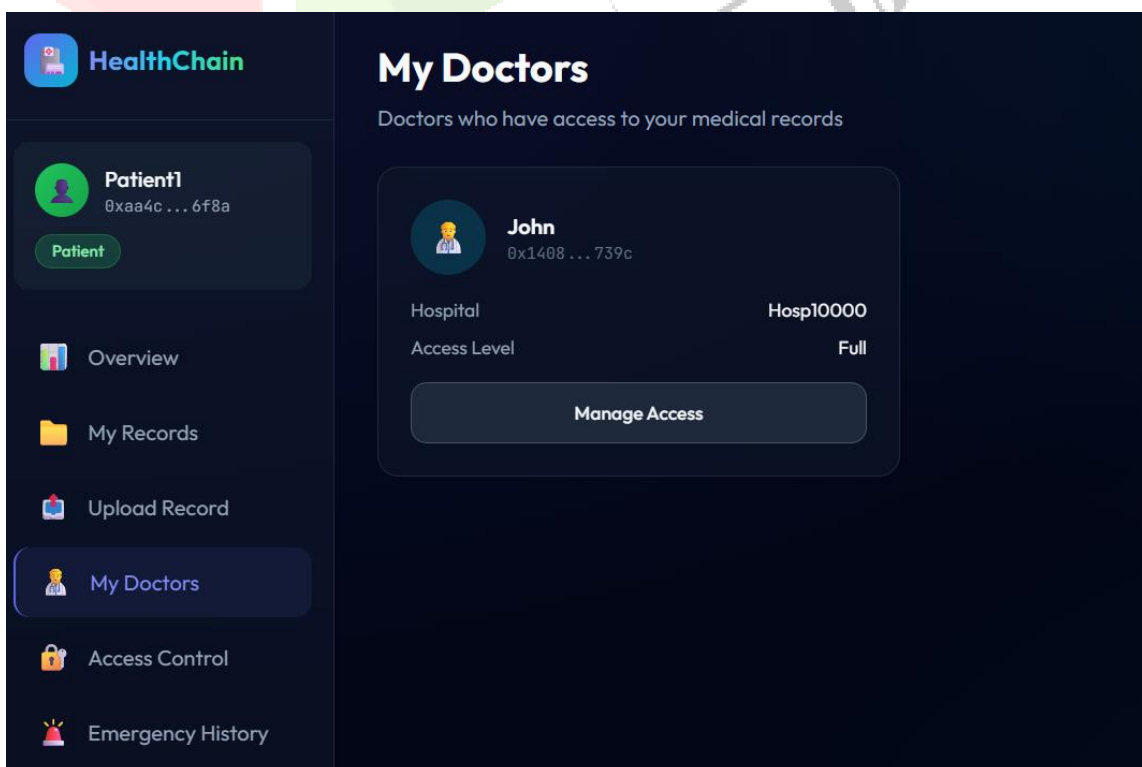 HealthChain
Patient1
0xaa4c...6f8a
Patient
Overview
My Records
Upload Record
My Doctors
Access Control
Emergency History
My Doctors
Doctors who have access to your medical records
John
0x1408...739c
Hospital Hosp10000
Access Level Full
Manage Access